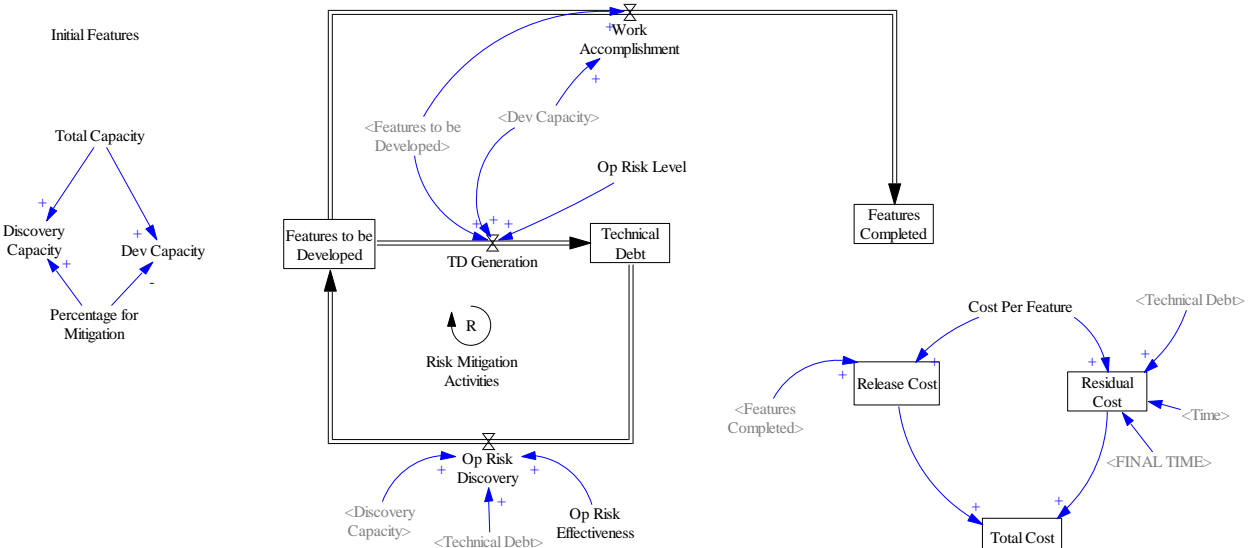 Initial Features
Work
Accomplishment
<Features to be
Developed>
<Dev Capacity>
Total Capacity
Op Risk Level
Discovery
Capacity
Dev Capacity
Features to be
Developed
TD Generation
Technical
Debt
Features
Completed
Percentage for
Mitigation
R
Risk Mitigation
Activities
Cost Per Feature
<Technical Debt>
Release Cost
Residual
Cost
<Features
Completed>
<Time>
<FINAL TIME>
Op Risk
Discovery
<Discovery
Capacity>
<Technical Debt>
Op Risk
Effectiveness
Total Cost